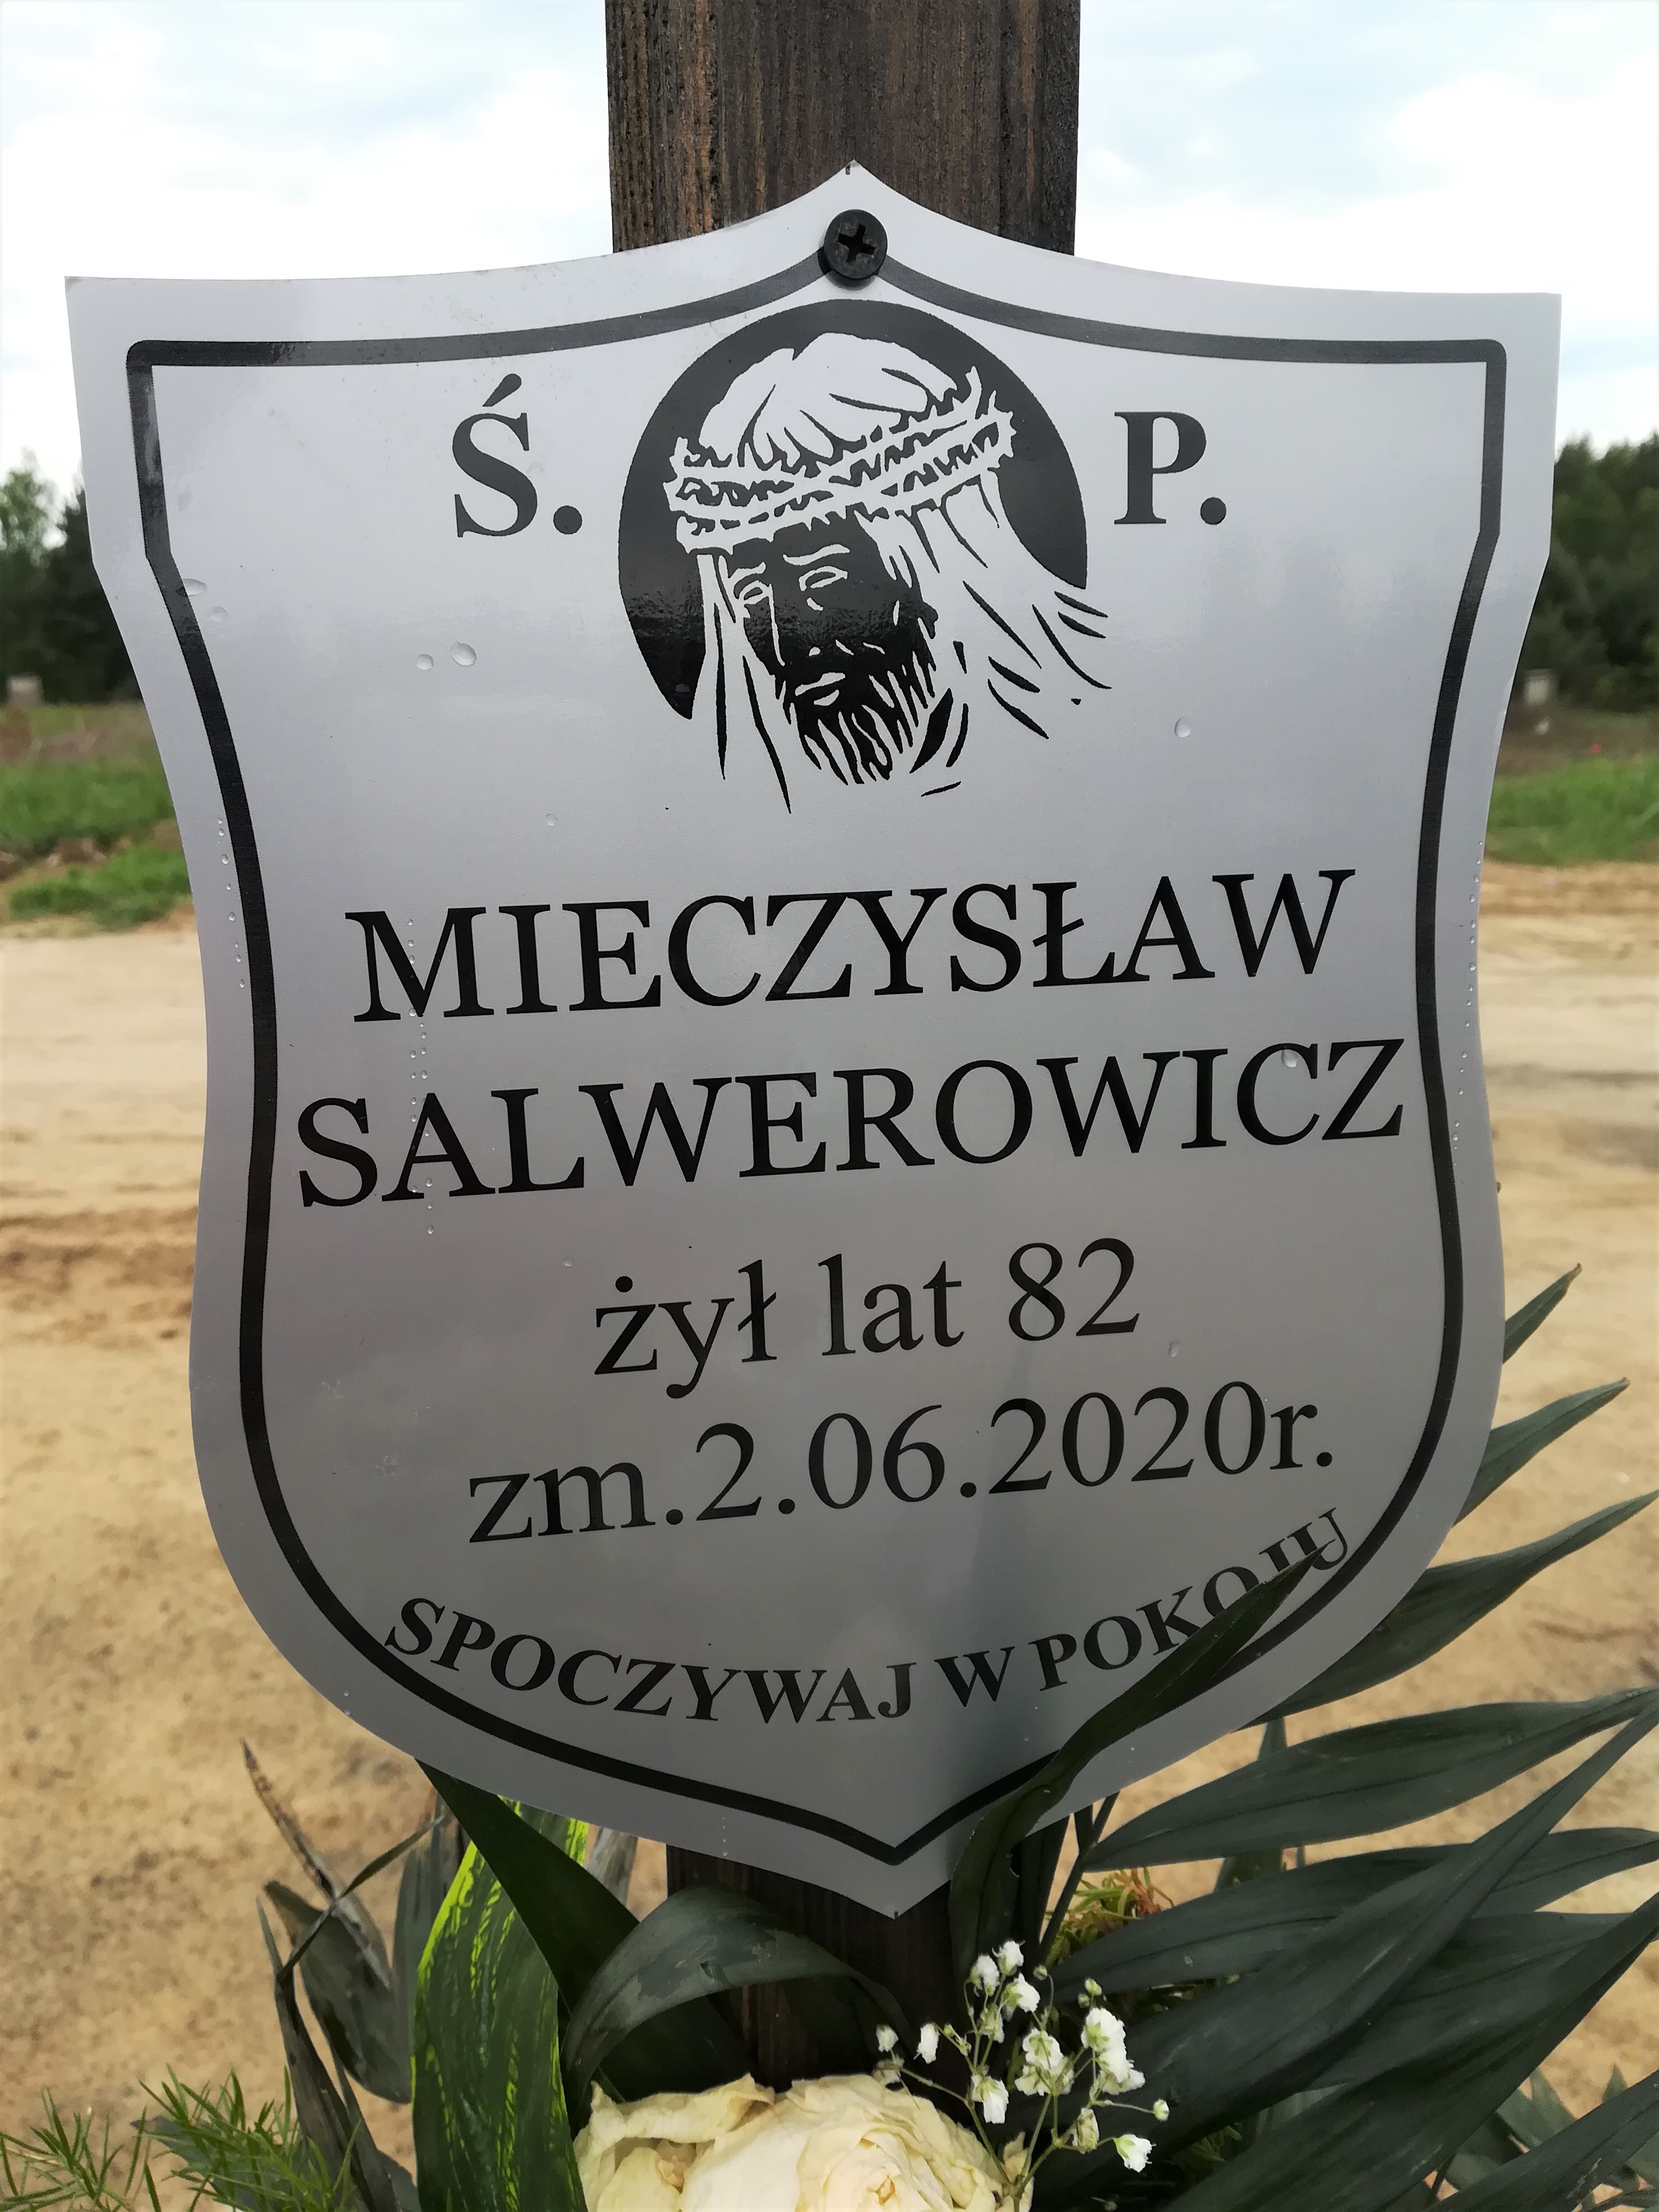 Ś. P.
MIECZYSŁAW
SALWEROWICZ
żył lat 82
zm.2.06.2020r.
SPOCZYWAJ W POKOJU